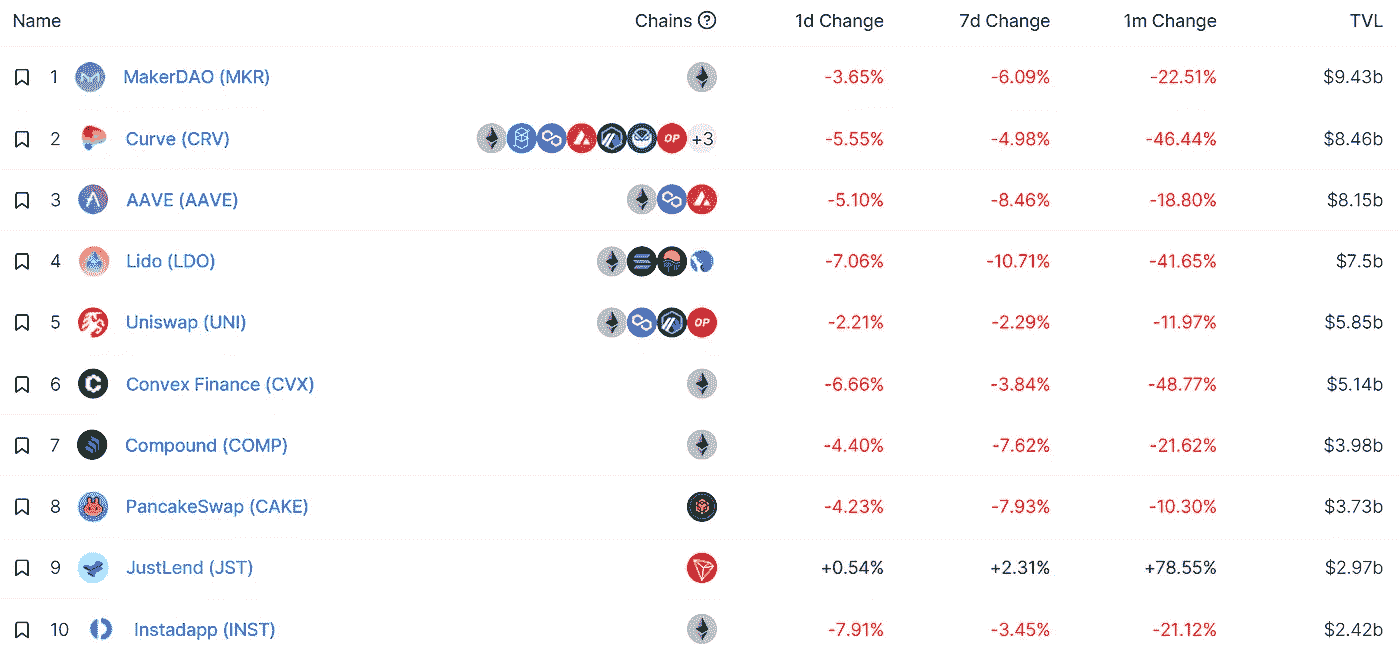 Name Chains ? 1d Change 7d Change 1m Change TVL
1 MakerDAO (MKR) -3.65% -6.09% -22.51% $9.43b
2 Curve (CRV) OP +3 -5.55% -4.98% -46.44% $8.46b
3 AAVE (AAVE) -5.10% -8.46% -18.80% $8.15b
4 Lido (LDO) -7.06% -10.71% -41.65% $7.5b
5 Uniswap (UNI) OP -2.21% -2.29% -11.97% $5.85b
6 Convex Finance (CVX) -6.66% -3.84% -48.77% $5.14b
7 Compound (COMP) -4.40% -7.62% -21.62% $3.98b
8 PancakeSwap (CAKE) -4.23% -7.93% -10.30% $3.73b
9 JustLend (JST) +0.54% +2.31% +78.55% $2.97b
10 Instadapp (INST) -7.91% -3.45% -21.12% $2.42b